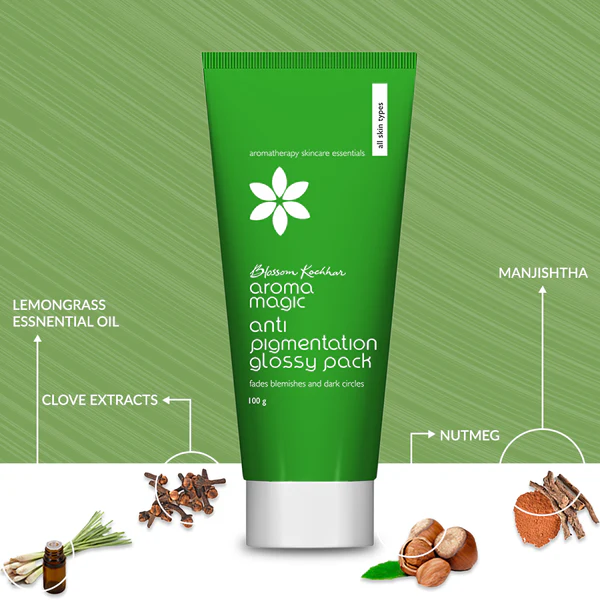 all skin types
aromatherapy skincare essentials
Blossom Kochhar
aroma
magic
anti
pigmentation
glossy pack
fades blemishes and dark circles
100 g
LEMONGRASS
ESSNENTIAL OIL
CLOVE EXTRACTS
MANJISHTHA
NUTMEG